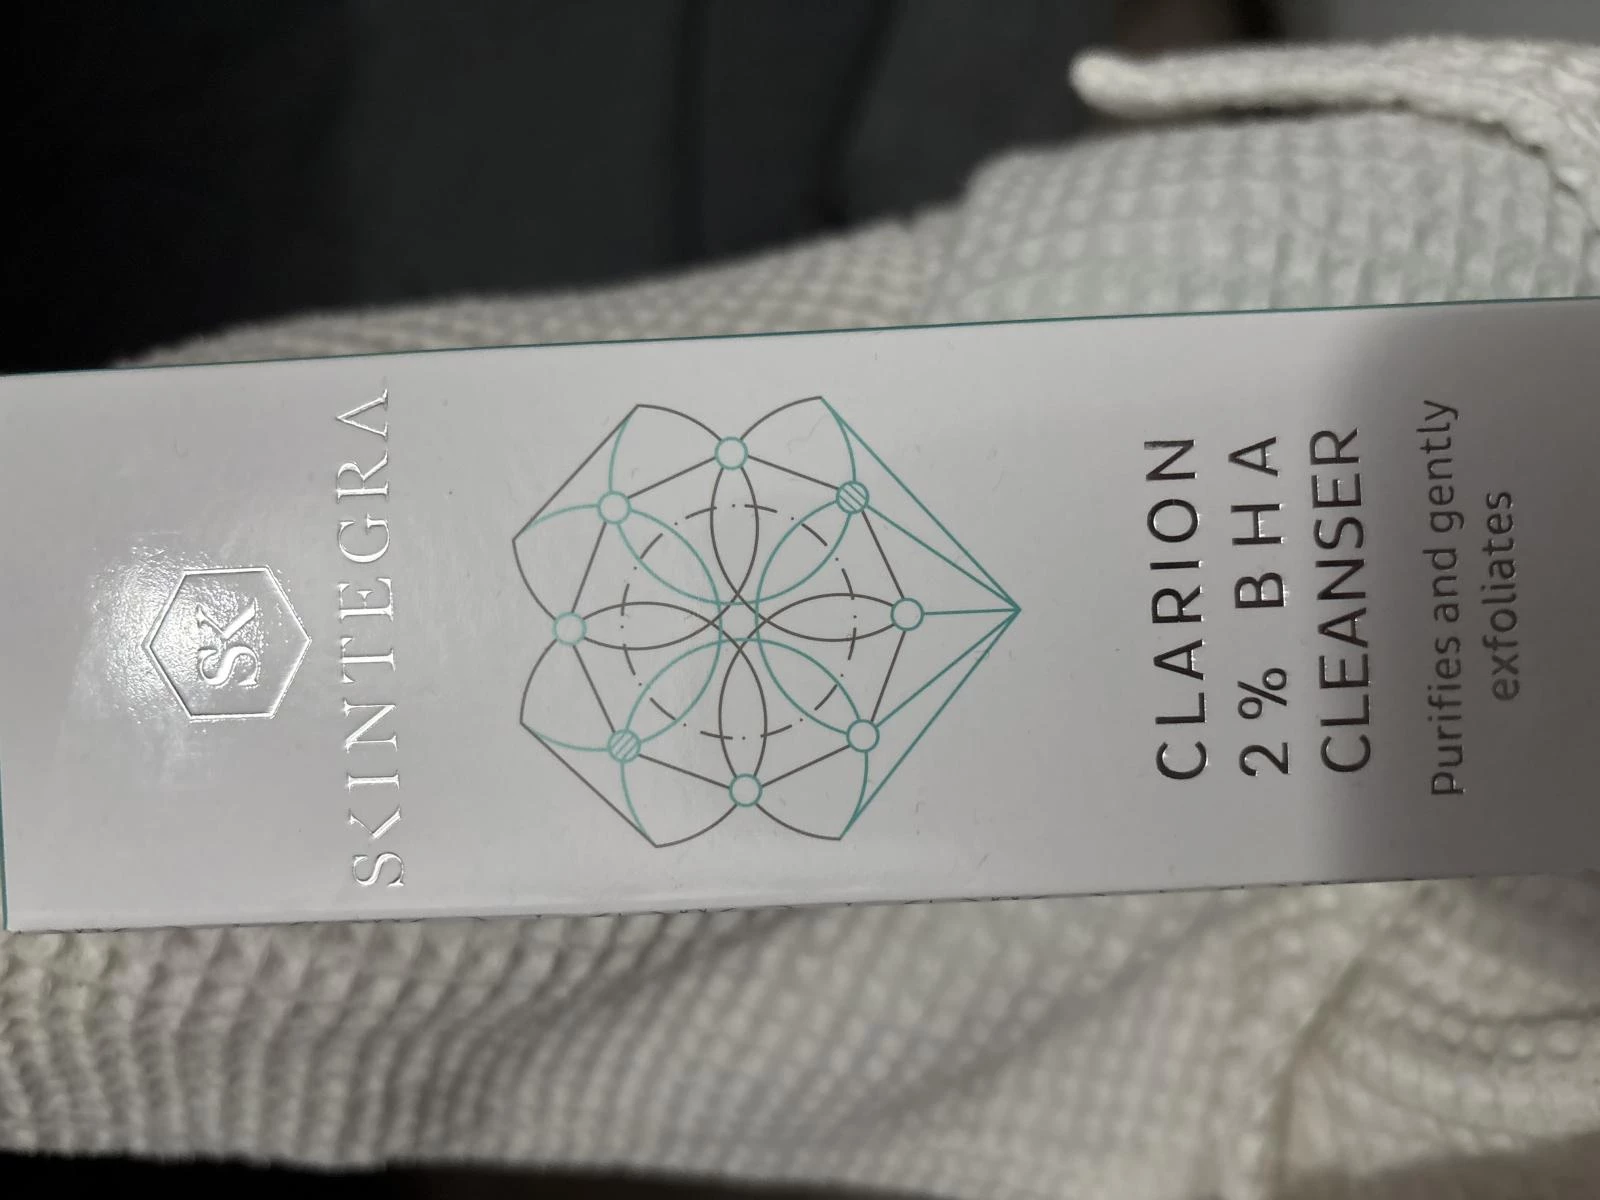 SK
SKINTEGRA
CLARION
2% BHA
CLEANSER
Purifies and gently
exfoliates